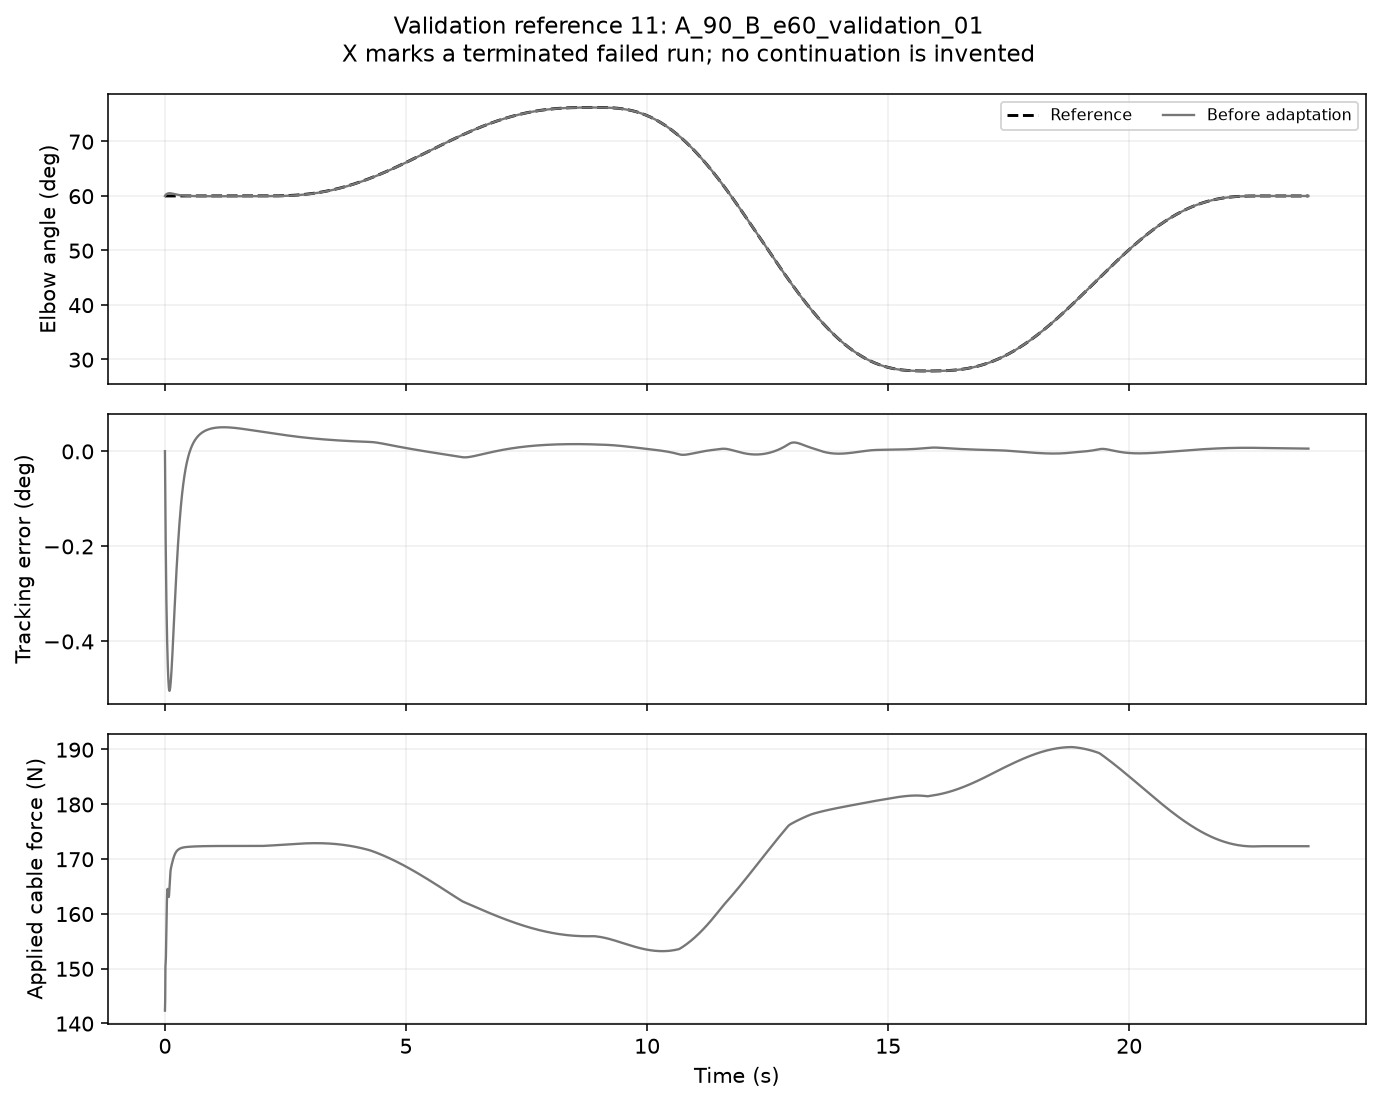 Validation reference 11: A_90_B_e60_validation_01
X marks a terminated failed run; no continuation is invented
Reference
Before adaptation
Elbow angle (deg)
70
60
50
40
30
Tracking error (deg)
0.0
−0.2
−0.4
Applied cable force (N)
190
180
170
160
150
140
0
5
10
15
20
Time (s)